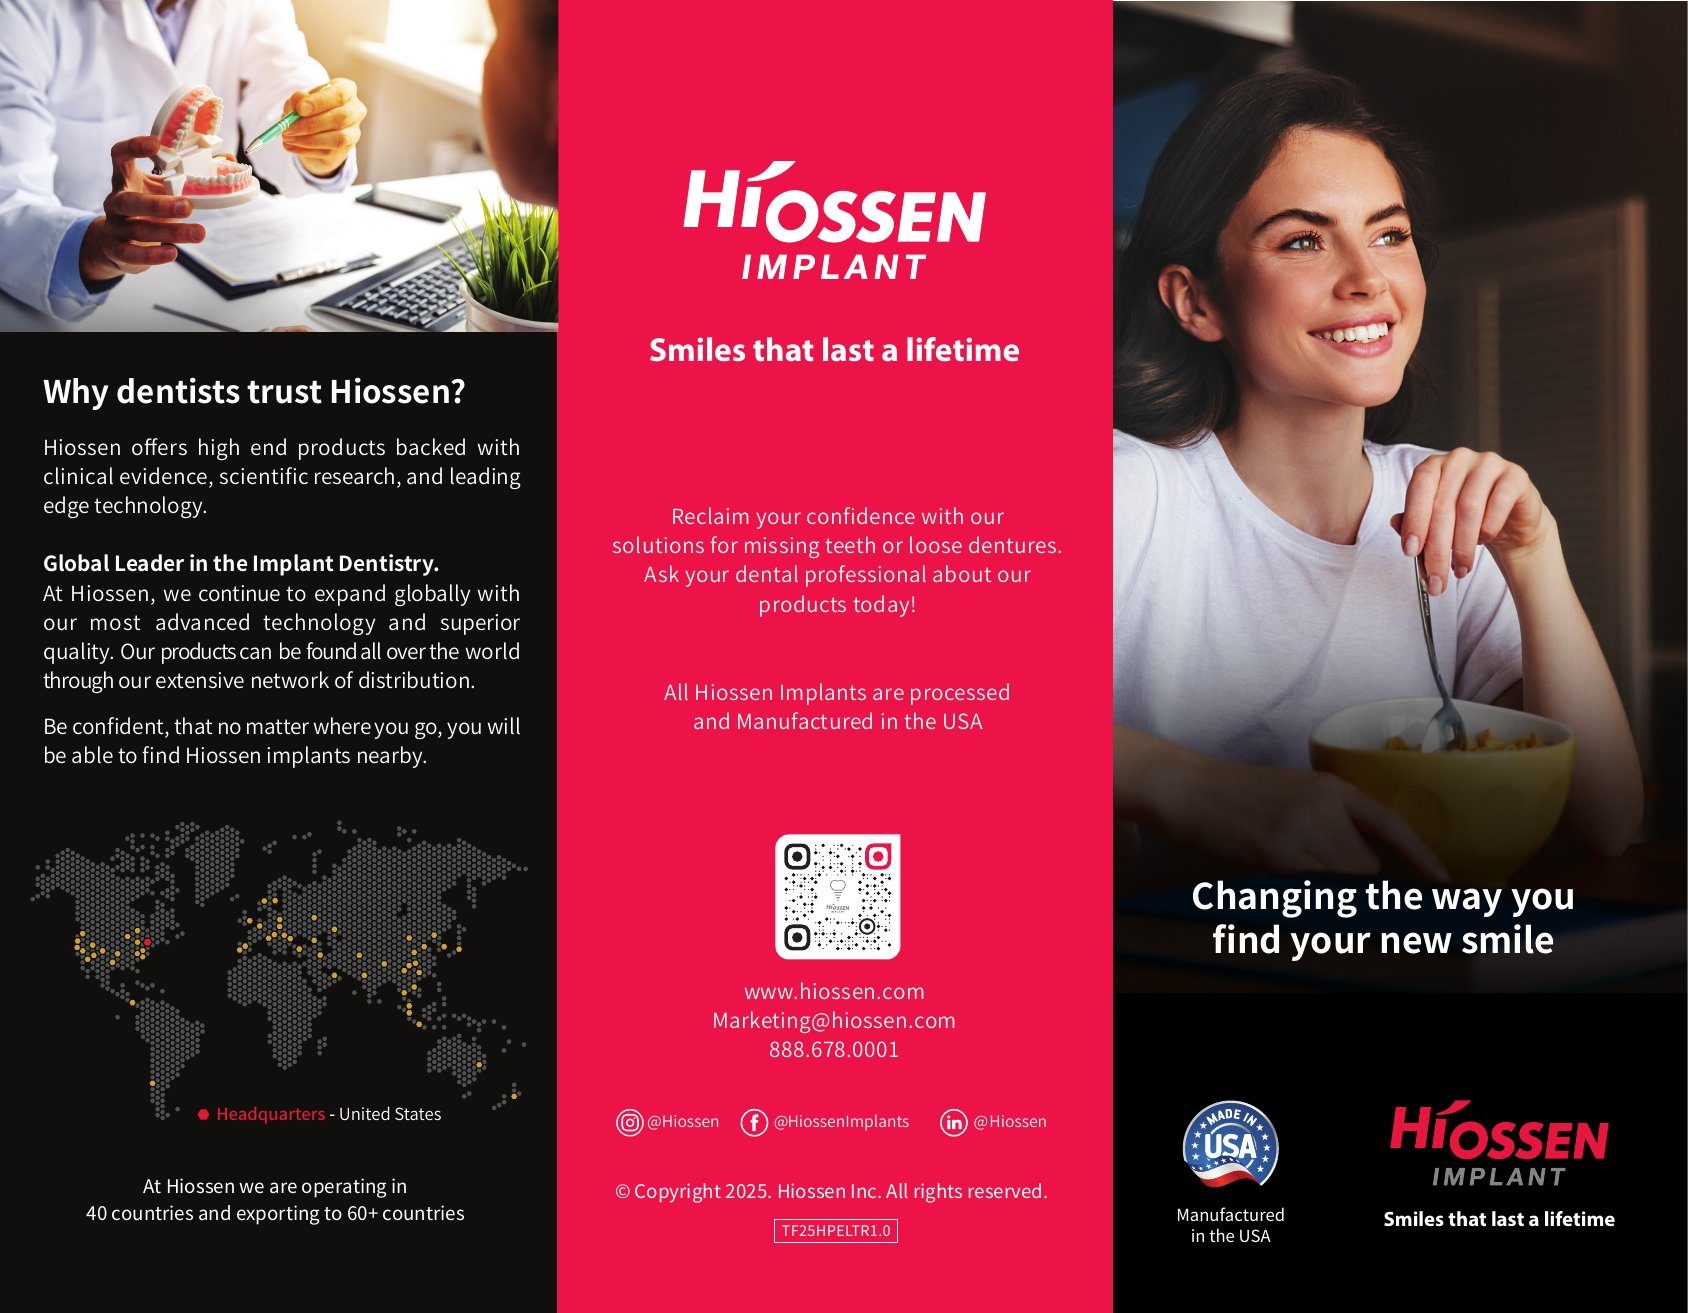 Why dentists trust Hiossen?
Hiossen offers high end products backed with
clinical evidence, scientific research, and leading
edge technology.
Global Leader in the Implant Dentistry.
At Hiossen, we continue to expand globally with
our most advanced technology and superior
quality. Our products can be found all over the world
through our extensive network of distribution.
Be confident, that no matter where you go, you will
be able to find Hiossen implants nearby.
Headquarters - United States
At Hiossen we are operating in
40 countries and exporting to 60+ countries
HIOSSEN
IMPLANT
Smiles that last a lifetime
Reclaim your confidence with our
solutions for missing teeth or loose dentures.
Ask your dental professional about our
products today!
All Hiossen Implants are processed
and Manufactured in the USA
HIOSSEN
IMPLANT
www.hiossen.com
Marketing@hiossen.com
888.678.0001
@Hiossen @HiossenImplants @Hiossen
© Copyright 2025. Hiossen Inc. All rights reserved.
TF25HPELTR1.0
Changing the way you
find your new smile
MADE IN
USA
Manufactured
in the USA
HIOSSEN
IMPLANT
Smiles that last a lifetime